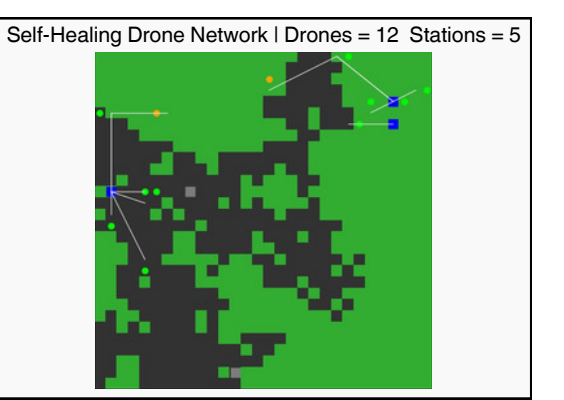 Self-Healing Drone Network | Drones = 12 Stations = 5